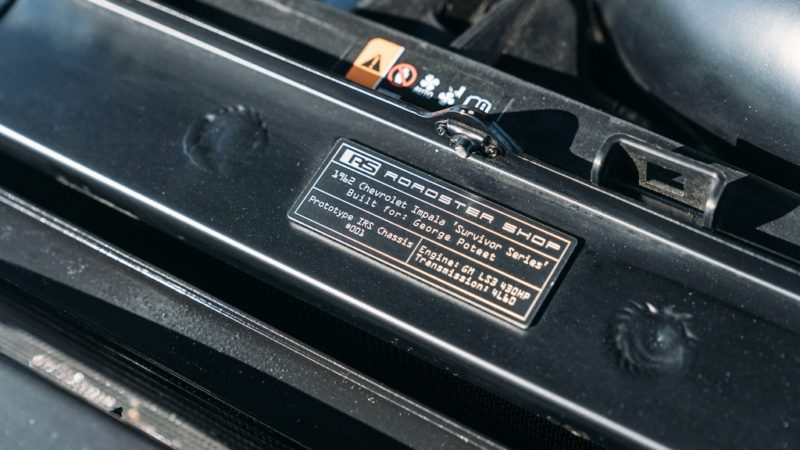 AUTO
RS ROADSTER SHOP
1962 Chevrolet Impala 'Survivor Series'
Built for: George Poteet
Prototype IRS Chassis
#001
Engine: GM LS3 430HP
Transmission: 4L60